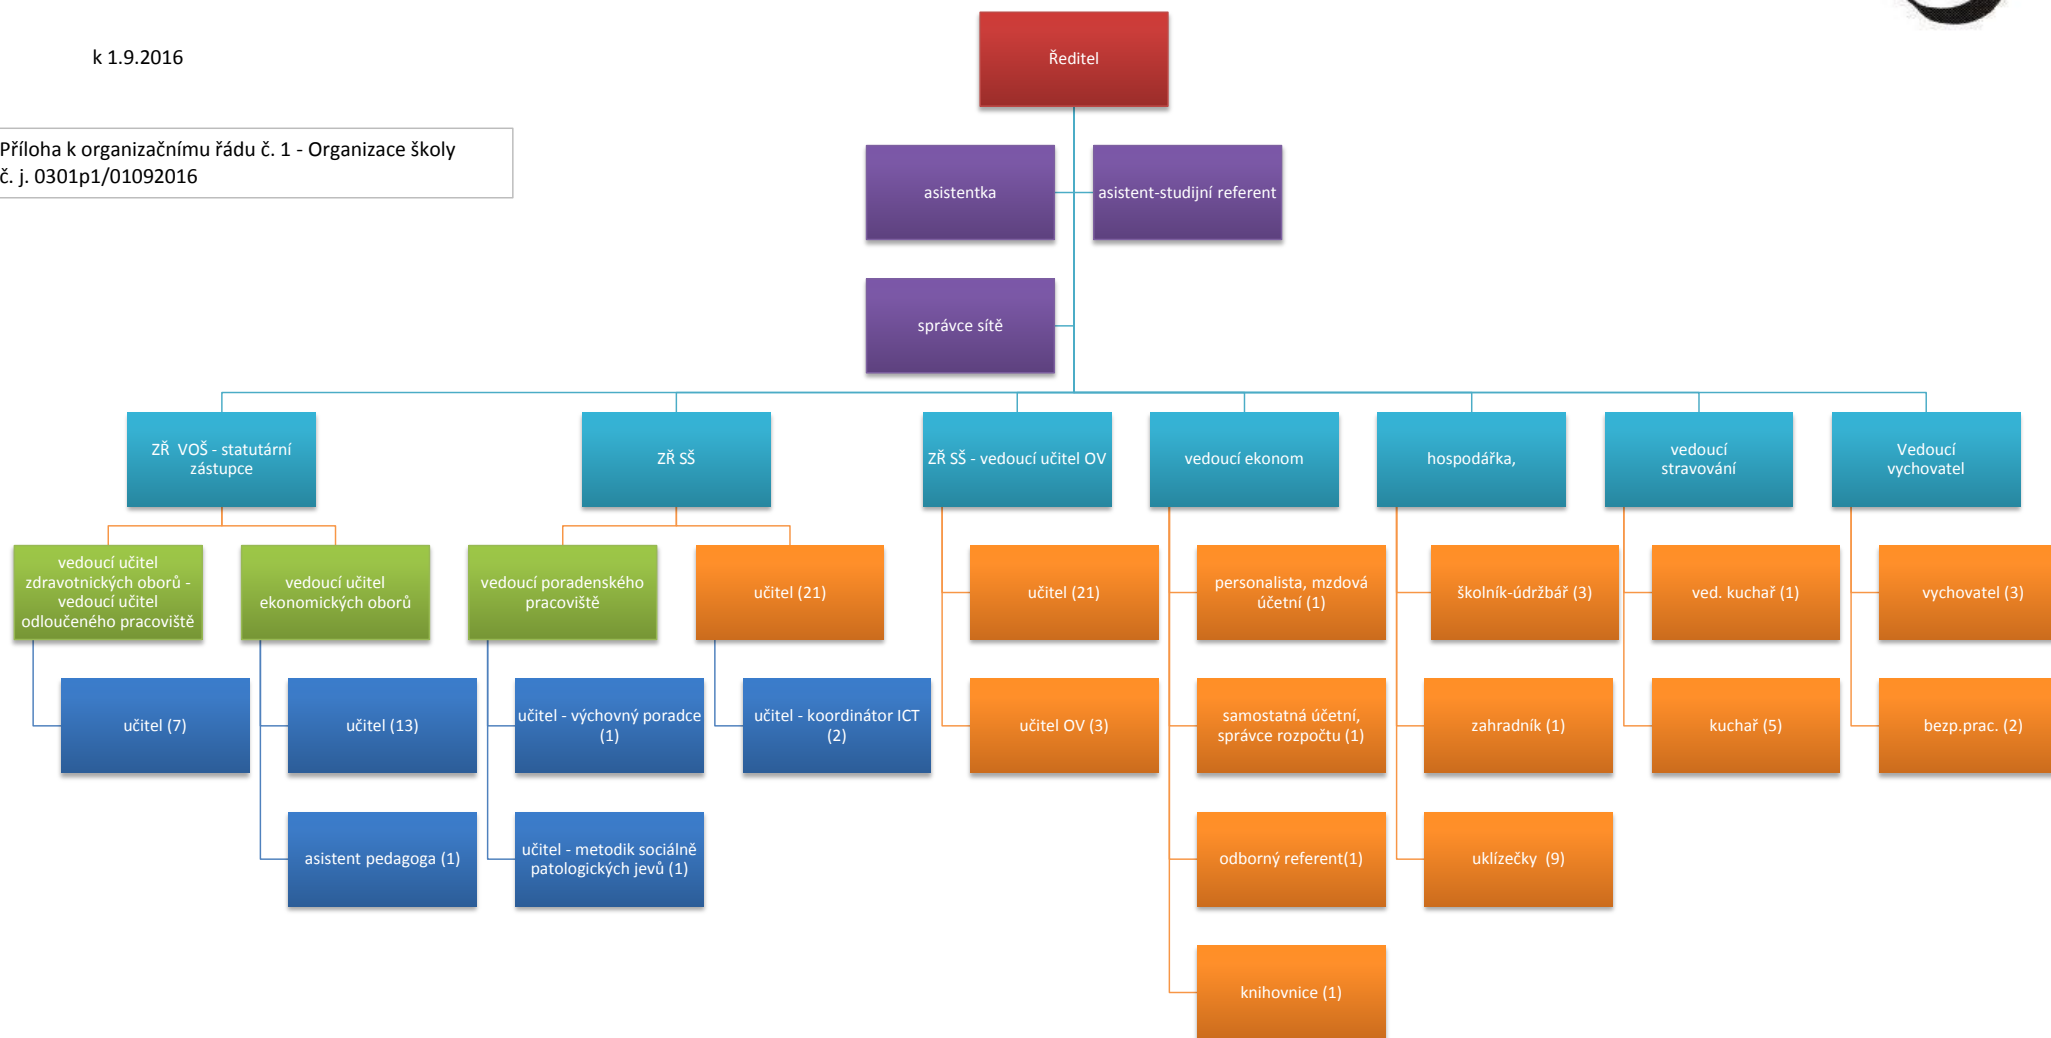 k 1.9.2016
Ředitel
Příloha k organizačnímu řádu č. 1 - Organizace školy
č. j. 0301p1/01092016
asistentka
asistent-studijní referent
správce sítě
ZŘ  VOŠ - statutární
zástupce
ZŘ SŠ
ZŘ SŠ - vedoucí učitel OV
vedoucí ekonom
hospodářka,
vedoucí
stravování
Vedoucí
vychovatel
vedoucí učitel
zdravotnických oborů -
vedoucí učitel
odloučeného pracoviště
vedoucí učitel
ekonomických oborů
vedoucí poradenského
pracoviště
učitel (21)
učitel (21)
personalista, mzdová
účetní (1)
školník-údržbář (3)
ved. kuchař (1)
vychovatel (3)
učitel (7)
učitel (13)
učitel - výchovný poradce
(1)
učitel - koordinátor ICT
(2)
učitel OV (3)
samostatná účetní,
správce rozpočtu (1)
zahradník (1)
kuchař (5)
bezp.prac. (2)
asistent pedagoga (1)
učitel - metodik sociálně
patologických jevů (1)
odborný referent(1)
uklízečky  (9)
knihovnice (1)